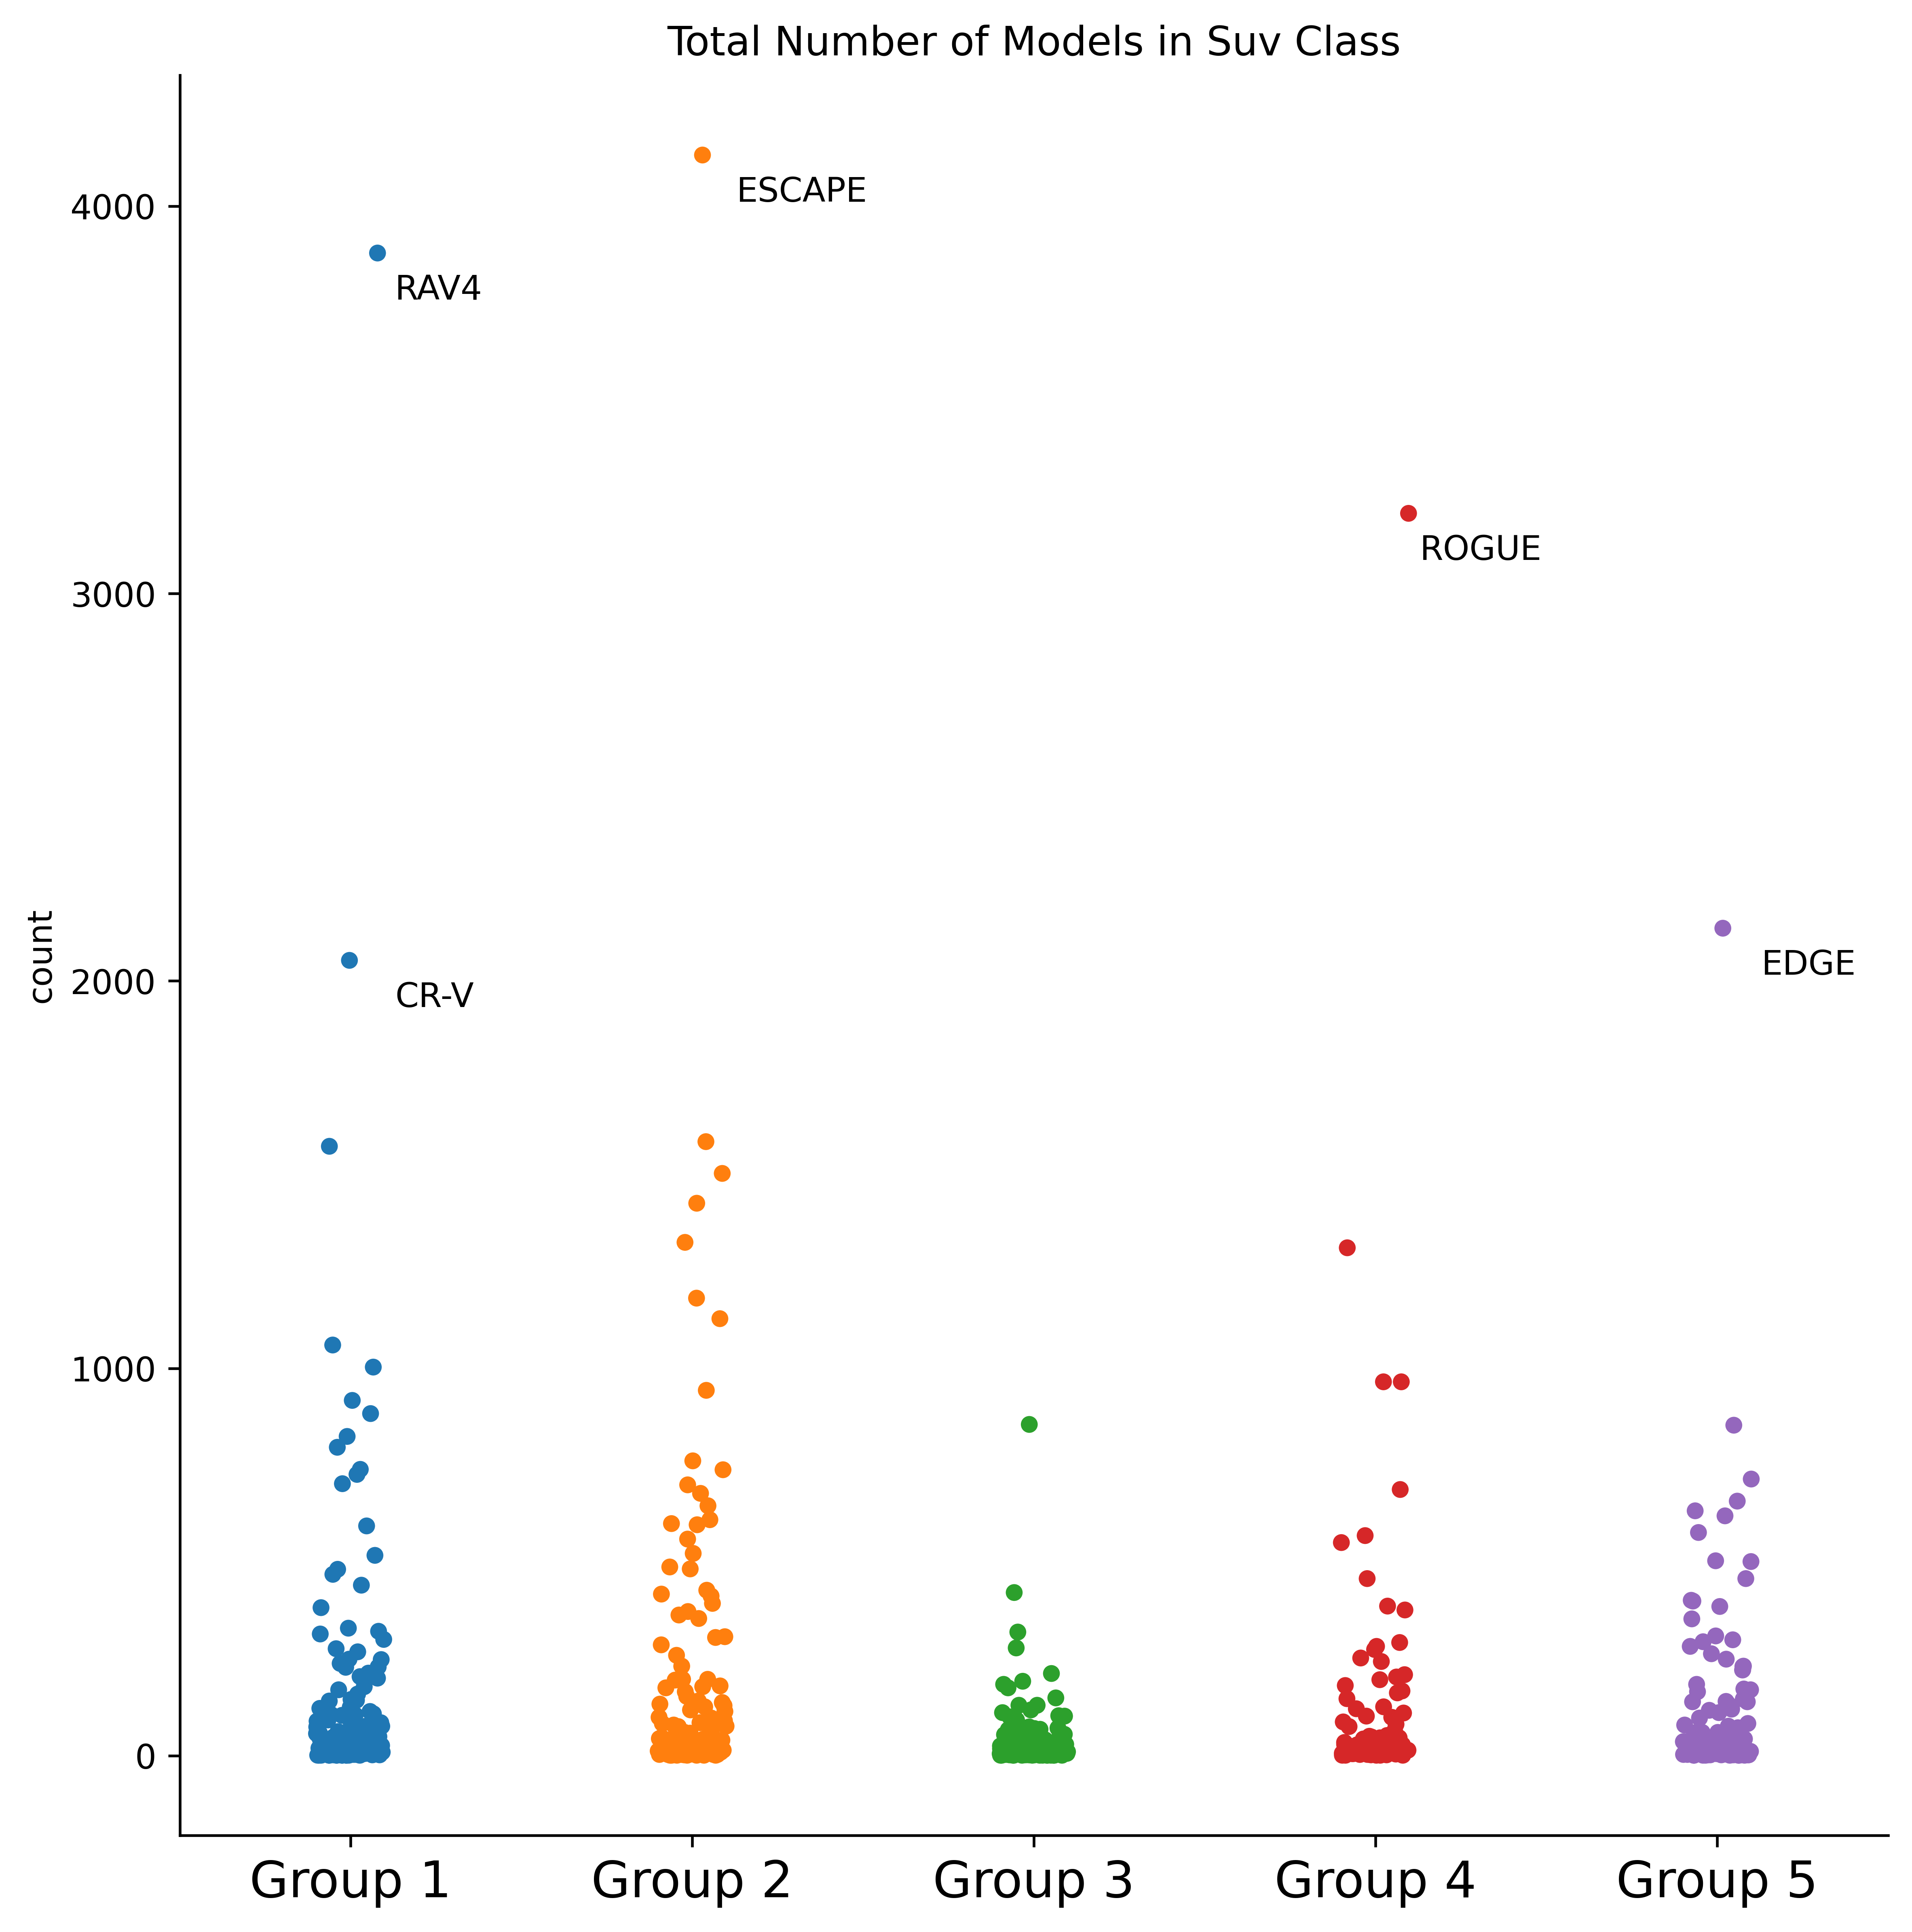 Total Number of Models in Suv Class
count
4000
3000
2000
1000
0
ESCAPE
RAV4
ROGUE
EDGE
CR-V
Group 1
Group 2
Group 3
Group 4
Group 5